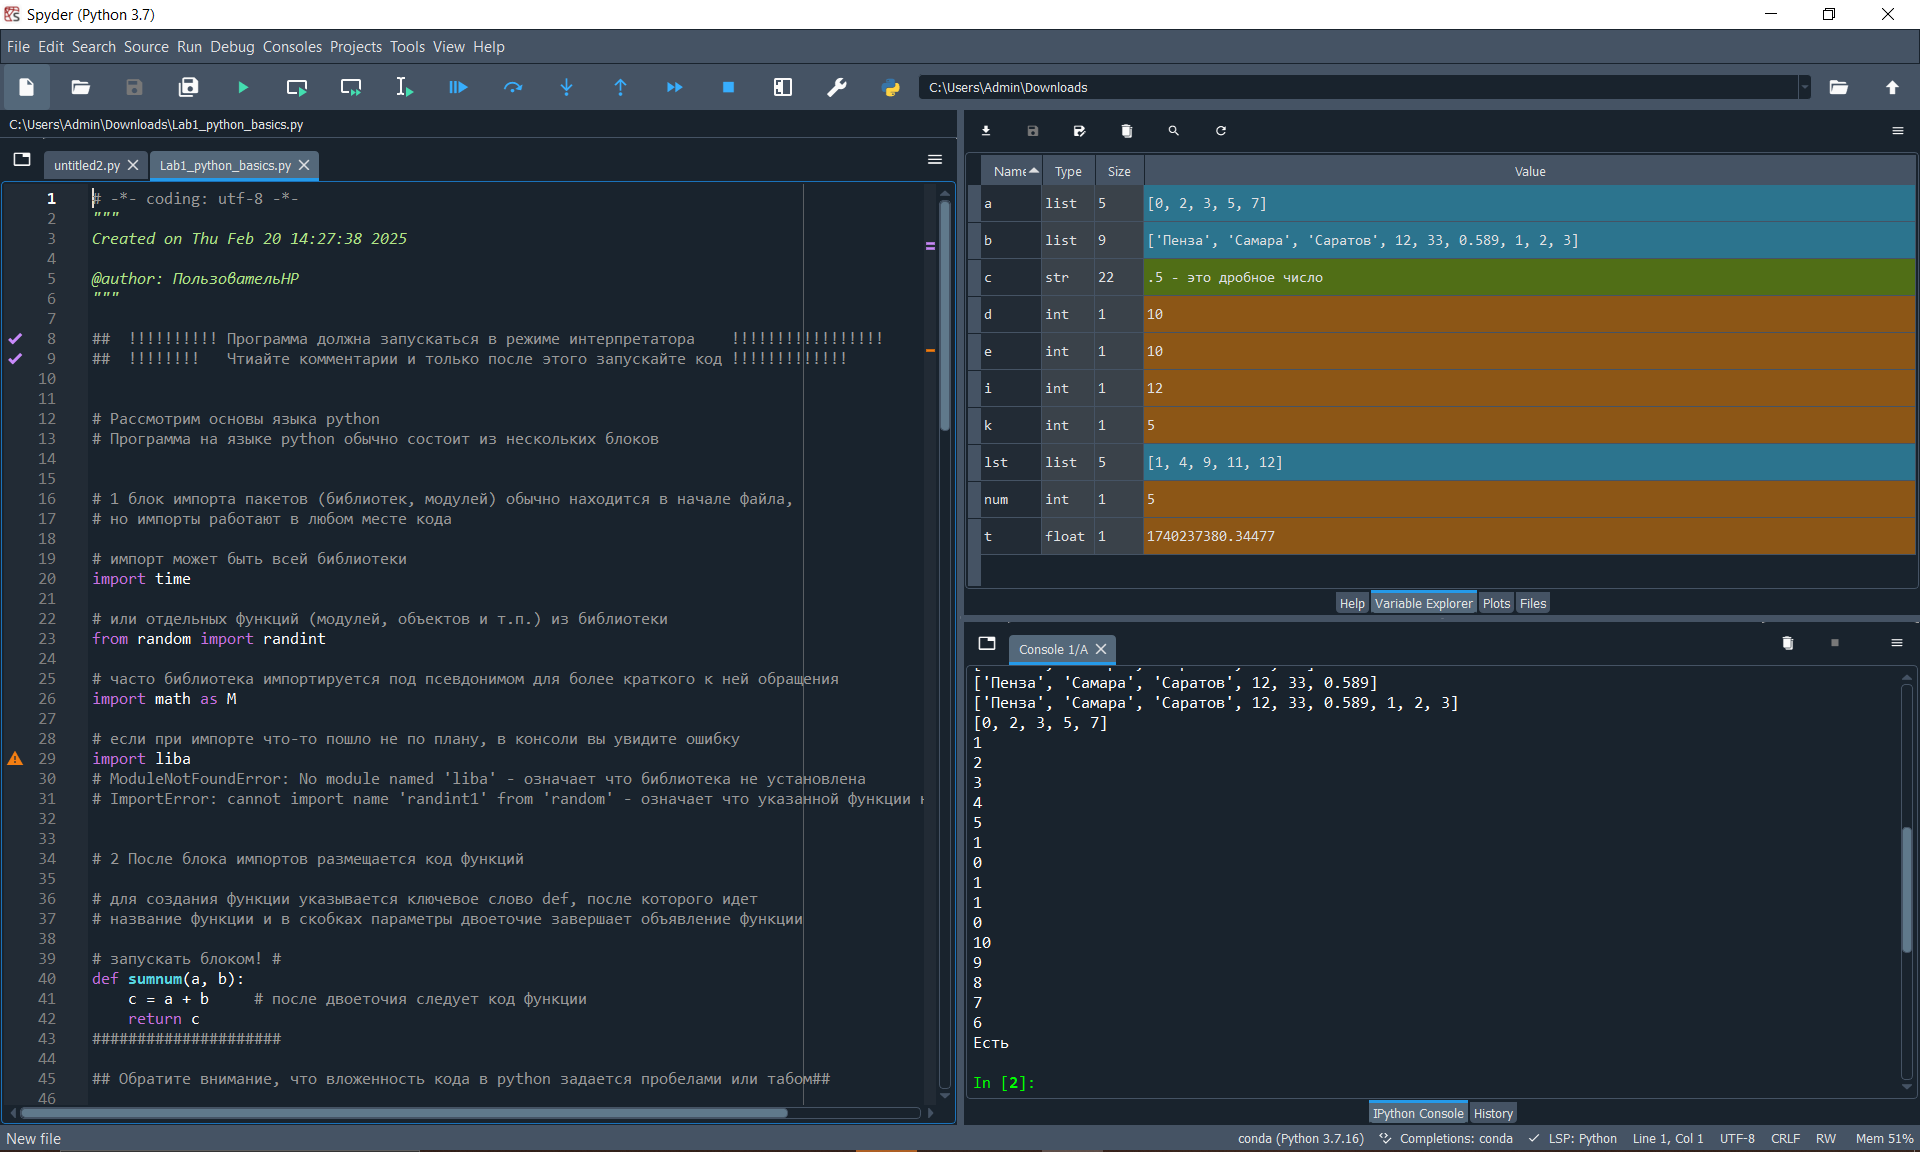 Spyder (Python 3.7)
File Edit Search Source Run Debug Consoles Projects Tools View Help
C:\Users\Admin\Downloads
C:\Users\Admin\Downloads\Lab1_python_basics.py
untitled2.py
Lab1_python_basics.py
1 # -*- coding: utf-8 -*-
2 """
3 Created on Thu Feb 20 14:27:38 2025
4
5 @author: Пользователь HP
6 """
7
8 ## !!!!!!!!!! Программа должна запускаться в режиме интерпретатора !!!!!!!!!!!!!!!!!
9 ## !!!!!!!! Чтиайте комментарии и только после этого запускайте код !!!!!!!!!!!!!
10
11
12 # Рассмотрим основы языка python
13 # Программа на языке python обычно состоит из нескольких блоков
14
15
16 # 1 блок импорта пакетов (библиотек, модулей) обычно находится в начале файла,
17 # но импорты работают в любом месте кода
18
19 # импорт может быть всей библиотеки
20 import time
21
22 # или отдельных функций (модулей, объектов и т.п.) из библиотеки
23 from random import randint
24
25 # часто библиотека импортируется под псевдонимом для более краткого к ней обращения
26 import math as M
27
28 # если при импорте что-то пошло не по плану, в консоли вы увидите ошибку
29 import liba
30 # ModuleNotFoundError: No module named 'liba' - означает что библиотека не установлена
31 # ImportError: cannot import name 'randint1' from 'random' - означает что указанной функции
32
33
34 # 2 После блока импортов размещается код функций
35
36 # для создания функции указывается ключевое слово def, после которого идет
37 # название функции и в скобках параметры двоеточие завершает объявление функции
38
39 # запускать блоком! #
40 def sumnum(a, b):
41 c = a + b # после двоеточия следует код функции
42 return c
43 #####################
44
45 ## Обратите внимание, что вложенность кода в python задается пробелами или табом##
46
Name Type Size Value
a list 5 [0, 2, 3, 5, 7]
b list 9 ['Пенза', 'Самара', 'Саратов', 12, 33, 0.589, 1, 2, 3]
c str 22 .5 - это дробное число
d int 1 10
e int 1 10
i int 1 12
k int 1 5
lst list 5 [1, 4, 9, 11, 12]
num int 1 5
t float 1 1740237380.34477
Help Variable Explorer Plots Files
Console 1/A
['Пенза', 'Самара', 'Саратов', 12, 33, 0.589]
['Пенза', 'Самара', 'Саратов', 12, 33, 0.589, 1, 2, 3]
[0, 2, 3, 5, 7]
1
2
3
4
5
1
0
1
1
0
10
9
8
7
6
Есть
In [2]:
IPython Console History
New file
conda (Python 3.7.16) Completions: conda LSP: Python Line 1, Col 1 UTF-8 CRLF RW Mem 51%